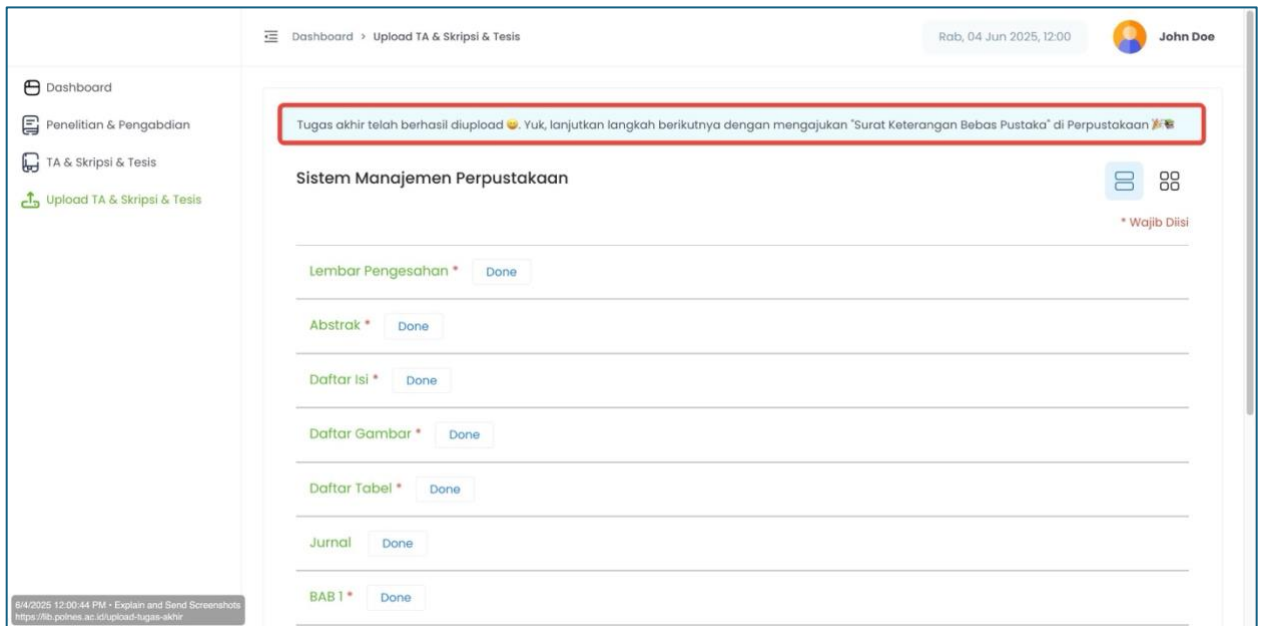 Dashboard > Upload TA & Skripsi & Tesis
Rab, 04 Jun 2025, 12:00
John Doe
Dashboard
Penelitian & Pengabdian
TA & Skripsi & Tesis
Upload TA & Skripsi & Tesis
Tugas akhir telah berhasil diupload 😄. Yuk, lanjutkan langkah berikutnya dengan mengajukan "Surat Keterangan Bebas Pustaka" di Perpustakaan 🎉📚
Sistem Manajemen Perpustakaan
* Wajib Diisi
Lembar Pengesahan * Done
Abstrak * Done
Daftar Isi * Done
Daftar Gambar * Done
Daftar Tabel * Done
Jurnal Done
BAB 1 * Done
6/4/2025 12:00:44 PM • Explain and Send Screenshots
https://lib.polnes.ac.id/upload-tugas-akhir